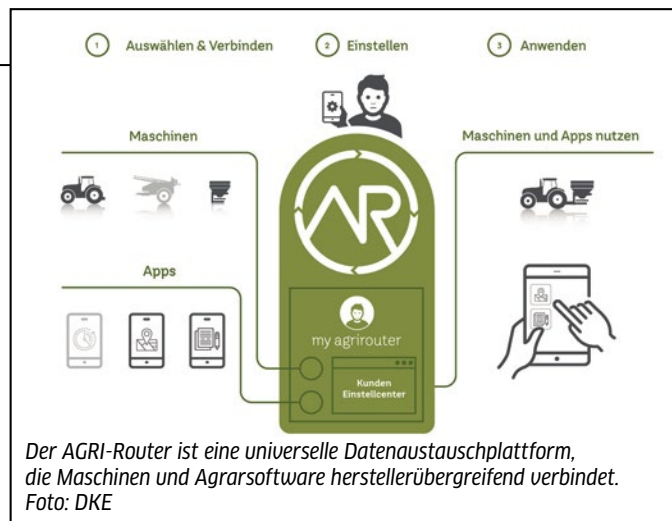 1 Auswählen & Verbinden
2 Einstellen
3 Anwenden
Maschinen
Maschinen und Apps nutzen
Apps
AR
my agrirouter
Kunden
Einstellcenter
Der AGRI-Router ist eine universelle Datenaustauschplattform,
die Maschinen und Agrarsoftware herstellerübergreifend verbindet.
Foto: DKE